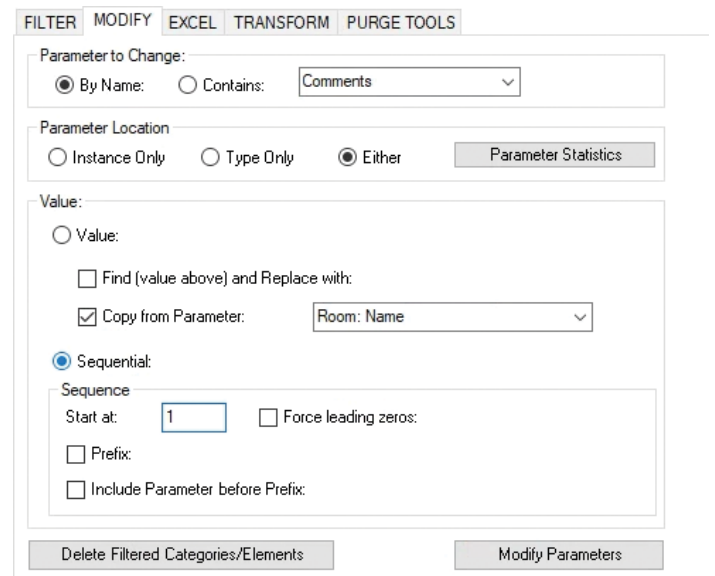 FILTER MODIFY EXCEL TRANSFORM PURGE TOOLS
Parameter to Change:
By Name: Contains: Comments
Parameter Location
Instance Only Type Only Either Parameter Statistics
Value:
Value:
Find (value above) and Replace with:
Copy from Parameter: Room: Name
Sequential:
Sequence
Start at: 1 Force leading zeros:
Prefix:
Include Parameter before Prefix:
Delete Filtered Categories/Elements Modify Parameters